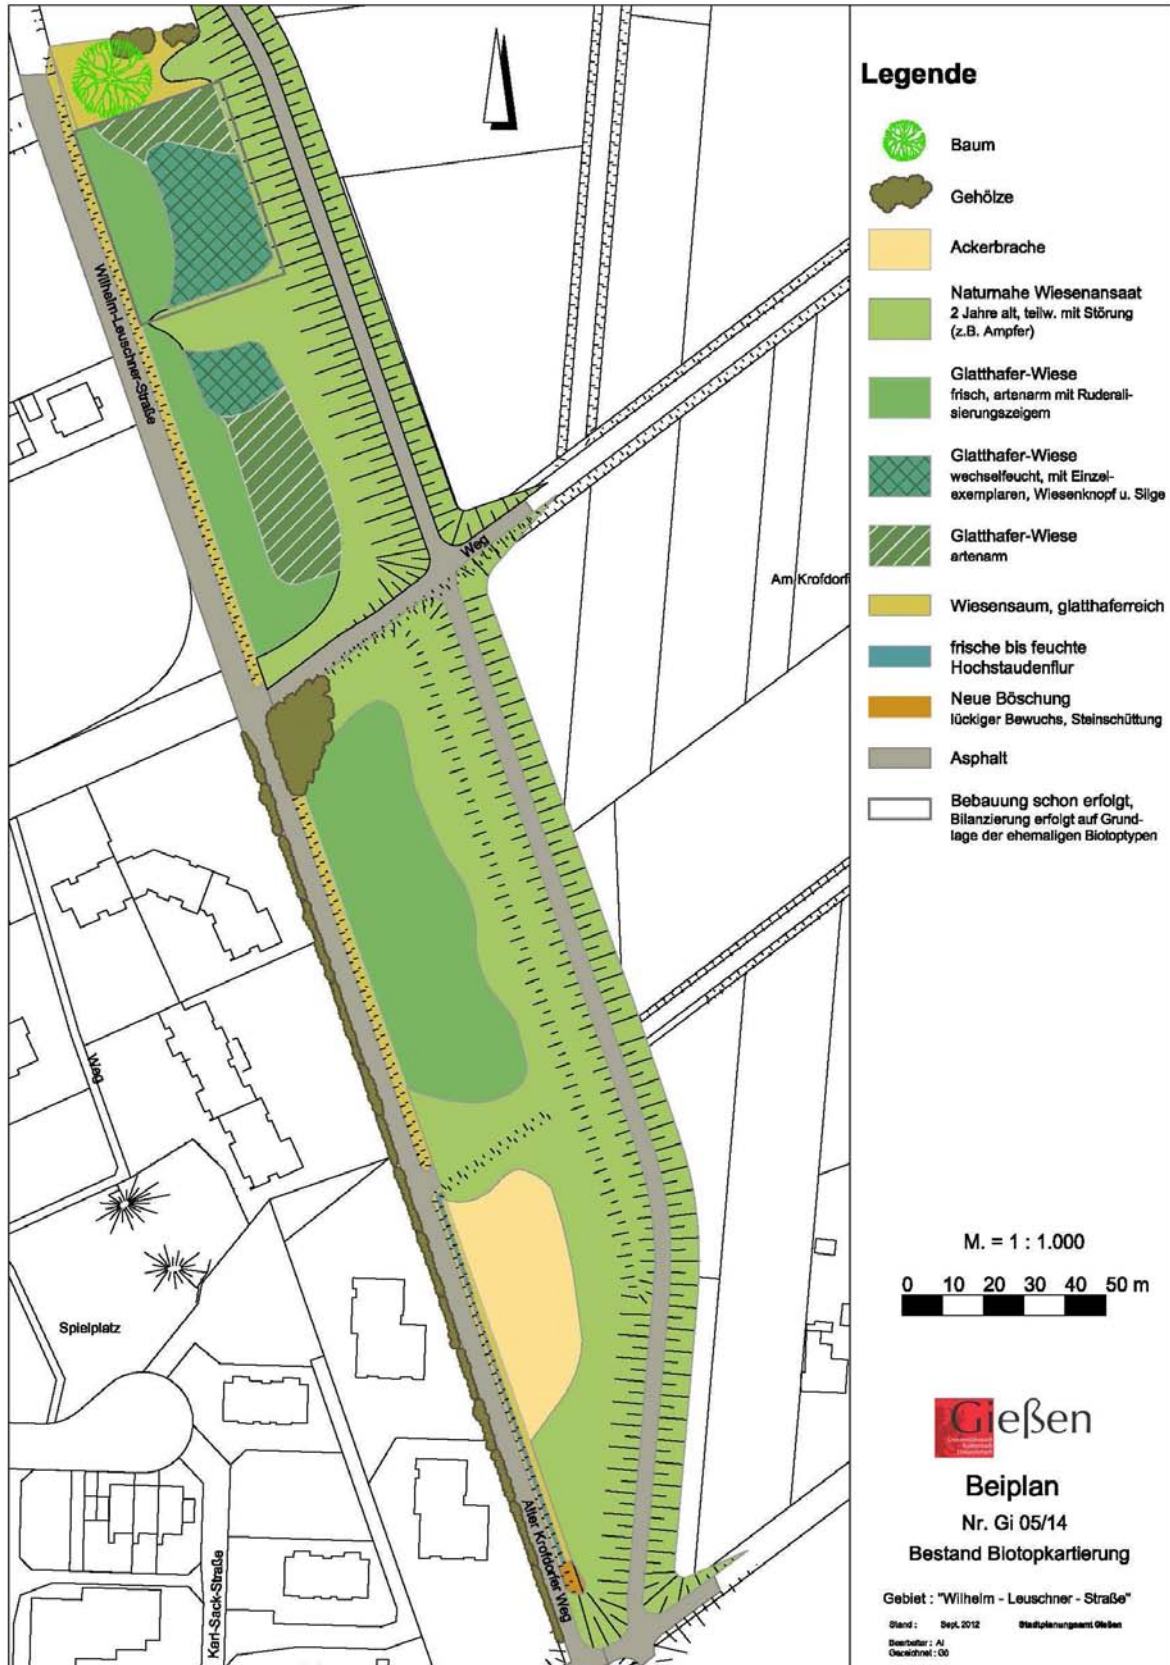 Legende
Baum
Gehölze
Ackerbrache
Naturnahe Wiesenansaat
2 Jahre alt, teilw. mit Störung
(z.B. Ampfer)
Glatthafer-Wiese
frisch, artenarm mit Ruderali-
sierungszeigern
Glatthafer-Wiese
wechselfeucht, mit Einzel-
exemplaren, Wiesenknopf u. Silge
Glatthafer-Wiese
artenarm
Wiesensaum, glatthaferreich
frische bis feuchte
Hochstaudenflur
Neue Böschung
lückiger Bewuchs, Steinschüttung
Asphalt
Bebauung schon erfolgt,
Bilanzierung erfolgt auf Grund-
lage der ehemaligen Biotoptypen
Wilhelm-Leuschner-Straße
Weg
Am Krofdorf
Weg
Spielplatz
Karl-Sack-Straße
Alter Krofdorfer Weg
M. = 1 : 1.000
0 10 20 30 40 50 m
Gießen
Beiplan
Nr. Gi 05/14
Bestand Biotopkartierung
Gebiet : "Wilhelm - Leuschner - Straße"
Stand : Sept. 2012 Stadtplanungsamt Gießen
Bearbeiter : Al
Gezeichnet : Gö